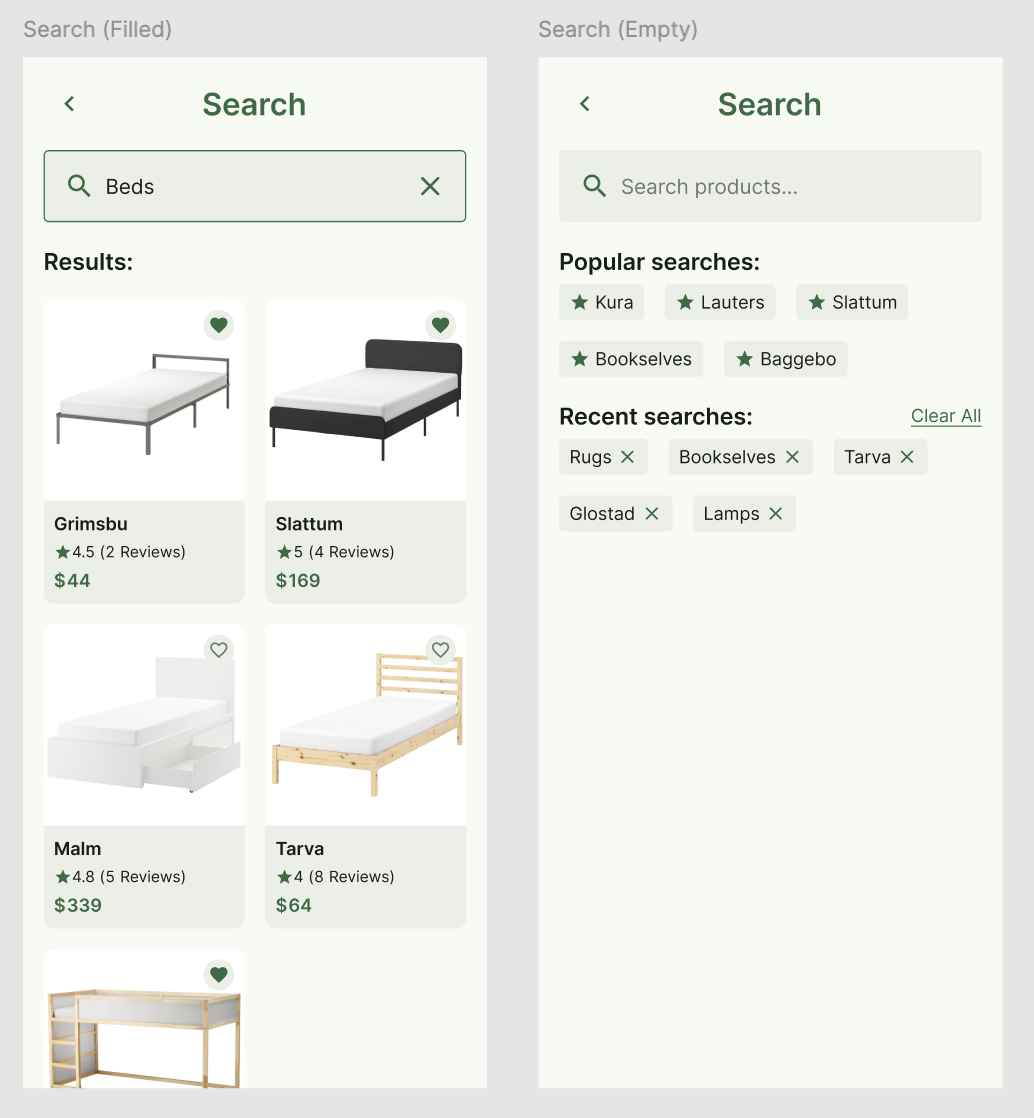 Search (Filled)
Search
Beds
Results:
Grimsbu
4.5 (2 Reviews)
$44
Slattum
5 (4 Reviews)
$169
Malm
4.8 (5 Reviews)
$339
Tarva
4 (8 Reviews)
$64
Search (Empty)
Search
Search products...
Popular searches:
Kura
Lauters
Slattum
Bookselves
Baggebo
Recent searches:
Clear All
Rugs
Bookselves
Tarva
Glostad
Lamps